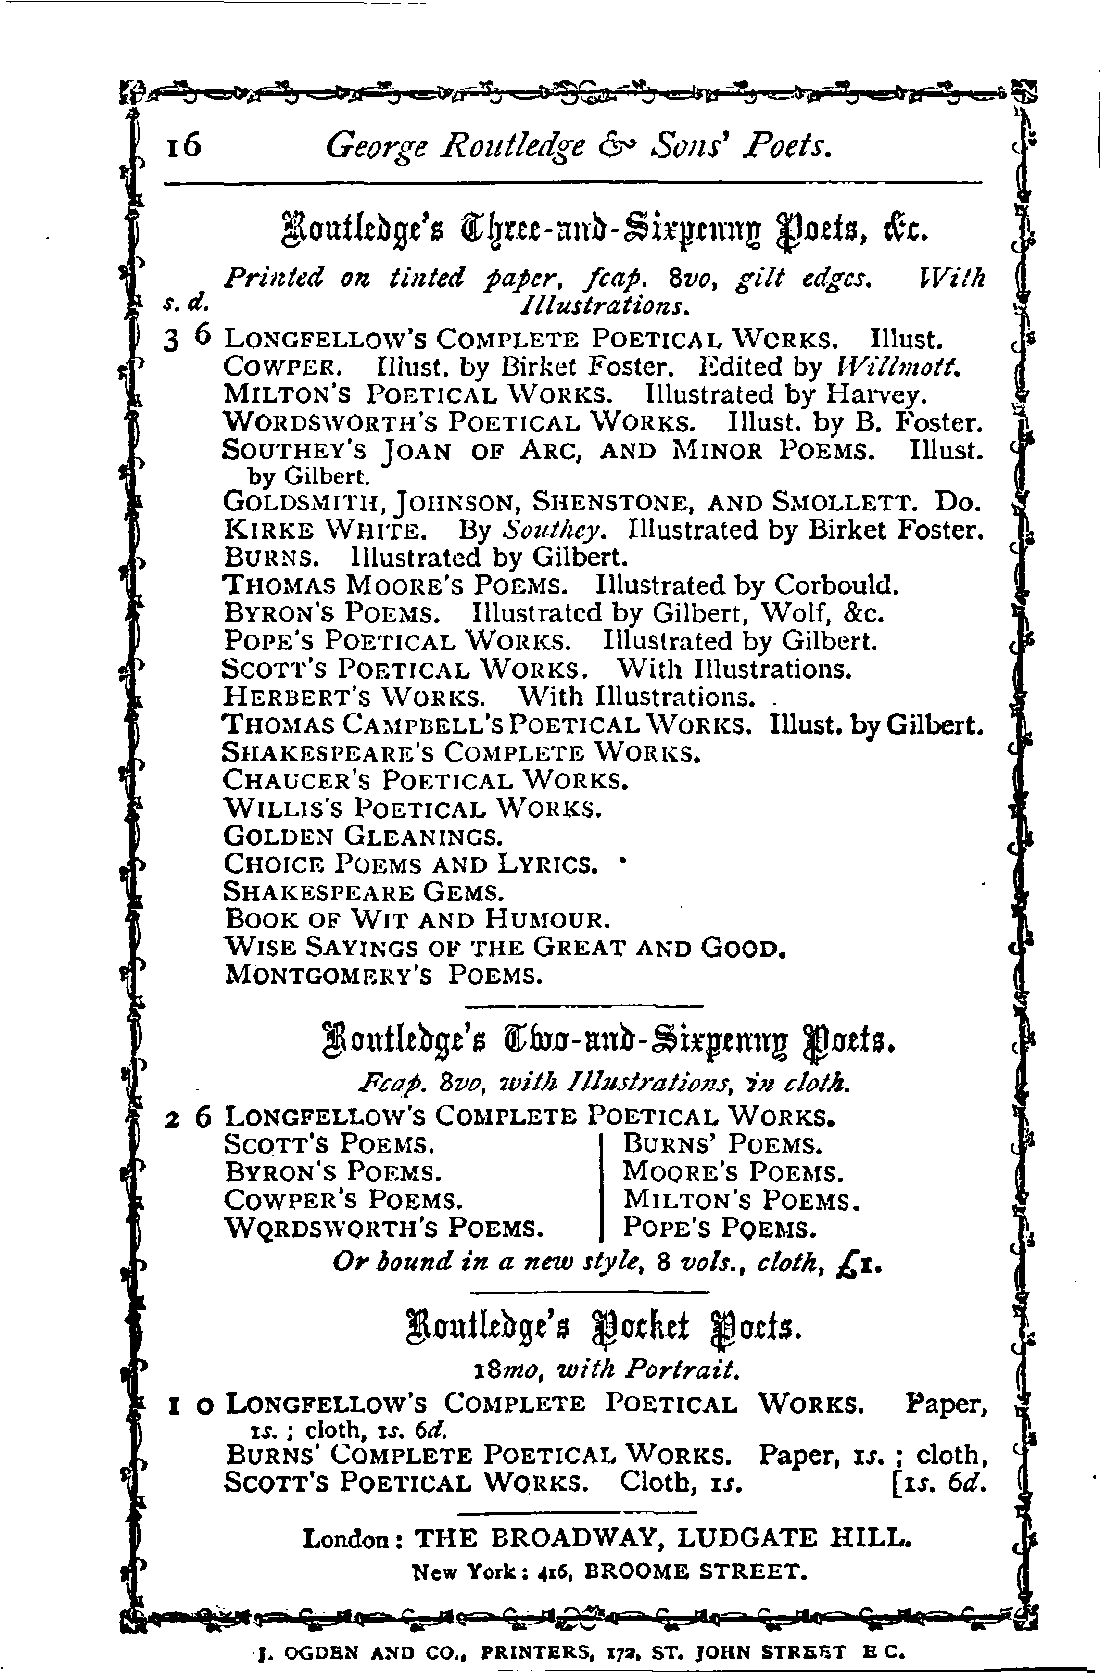 16 George Routledge & Sons' Poets.
Routledge's Three-and-Sixpenny Poets, &c.
Printed on tinted paper, fcap. 8vo, gilt edges. With
s. d. Illustrations.
3 6 LONGFELLOW'S COMPLETE POETICAL WORKS. Illust.
COWPER. Illust. by Birket Foster. Edited by Willmott.
MILTON'S POETICAL WORKS. Illustrated by Harvey.
WORDSWORTH'S POETICAL WORKS. Illust. by B. Foster.
SOUTHEY'S JOAN OF ARC, AND MINOR POEMS. Illust.
by Gilbert.
GOLDSMITH, JOHNSON, SHENSTONE, AND SMOLLETT. Do.
KIRKE WHITE. By Southey. Illustrated by Birket Foster.
BURNS. Illustrated by Gilbert.
THOMAS MOORE'S POEMS. Illustrated by Corbould.
BYRON'S POEMS. Illustrated by Gilbert, Wolf, &c.
POPE'S POETICAL WORKS. Illustrated by Gilbert.
SCOTT'S POETICAL WORKS. With Illustrations.
HERBERT'S WORKS. With Illustrations.
THOMAS CAMPBELL'S POETICAL WORKS. Illust. by Gilbert.
SHAKESPEARE'S COMPLETE WORKS.
CHAUCER'S POETICAL WORKS.
WILLIS'S POETICAL WORKS.
GOLDEN GLEANINGS.
CHOICE POEMS AND LYRICS.
SHAKESPEARE GEMS.
BOOK OF WIT AND HUMOUR.
WISE SAYINGS OF THE GREAT AND GOOD.
MONTGOMERY'S POEMS.
Routledge's Two-and-Sixpenny Poets.
Fcap. 8vo, with Illustrations, in cloth.
2 6 LONGFELLOW'S COMPLETE POETICAL WORKS.
SCOTT'S POEMS. BURNS' POEMS.
BYRON'S POEMS. MOORE'S POEMS.
COWPER'S POEMS. MILTON'S POEMS.
WORDSWORTH'S POEMS. POPE'S POEMS.
Or bound in a new style, 8 vols., cloth, £1.
Routledge's Pocket Poets.
18mo, with Portrait.
1 0 LONGFELLOW'S COMPLETE POETICAL WORKS. Paper,
1s. ; cloth, 1s. 6d.
BURNS' COMPLETE POETICAL WORKS. Paper, 1s. ; cloth,
SCOTT'S POETICAL WORKS. Cloth, 1s. [1s. 6d.
London: THE BROADWAY, LUDGATE HILL.
New York: 416, BROOME STREET.
J. OGDEN AND CO., PRINTERS, 172, ST. JOHN STREET E C.